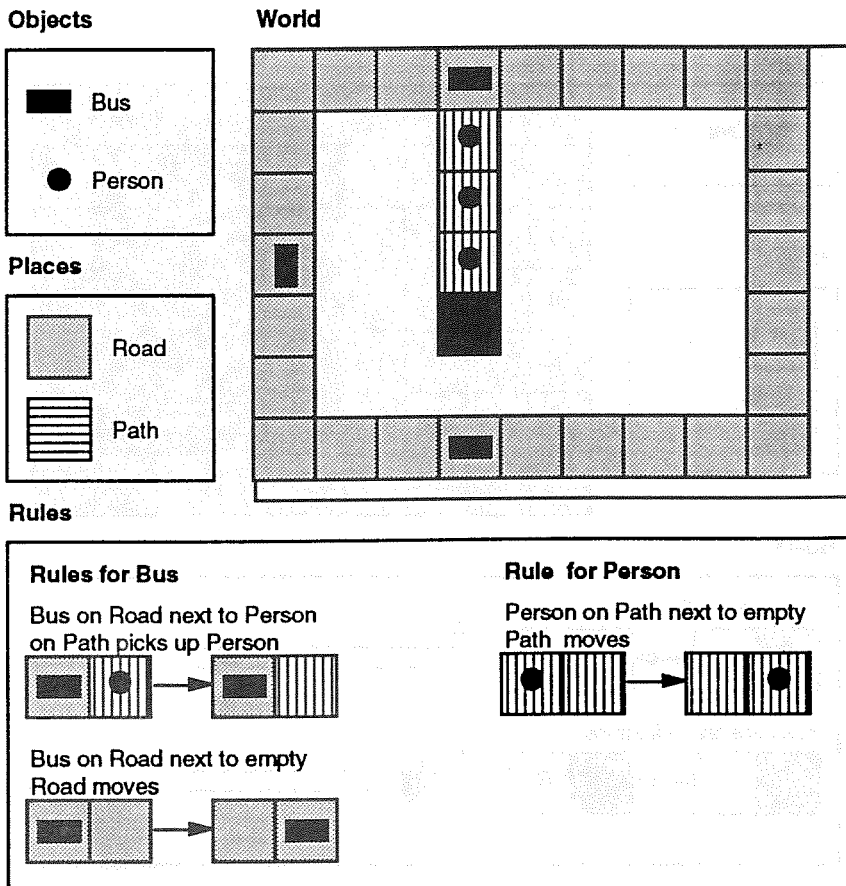 Objects
World
Bus
Person
Places
Road
Path
Rules
Rules for Bus
Bus on Road next to Person
on Path picks up Person
Bus on Road next to empty
Road moves
Rule for Person
Person on Path next to empty
Path moves